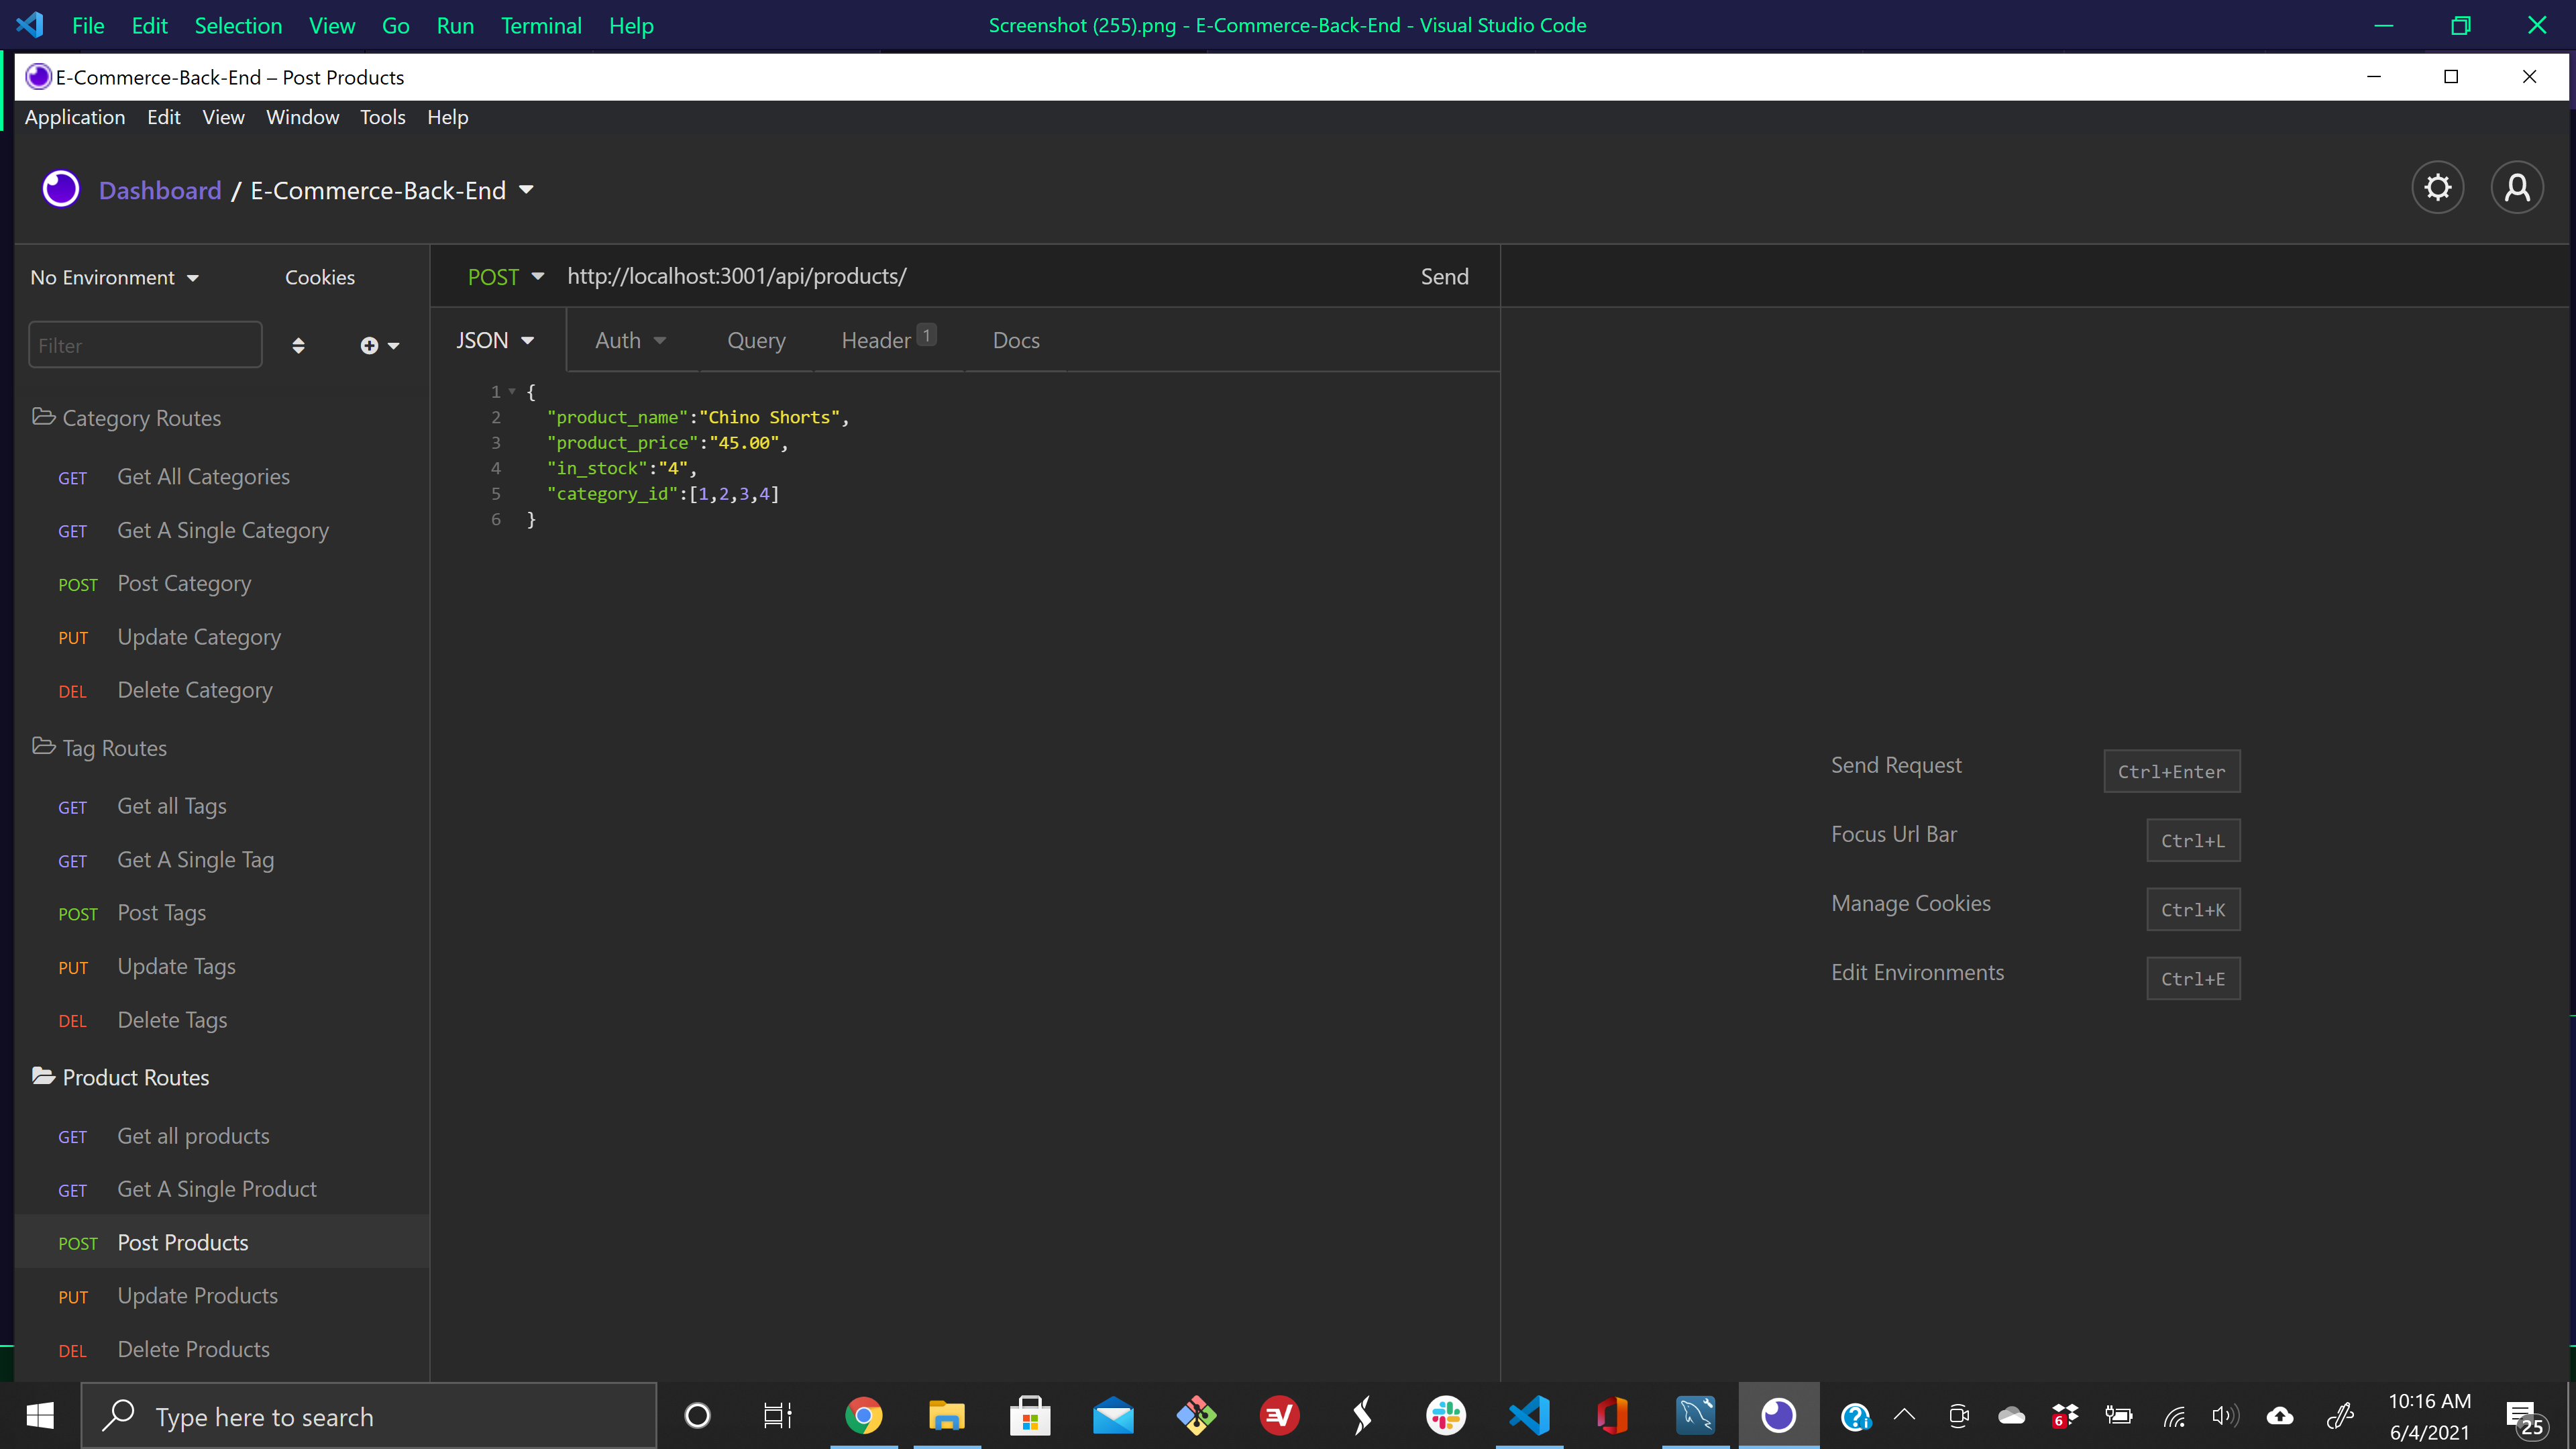 File Edit Selection View Go Run Terminal Help Screenshot (255).png - E-Commerce-Back-End - Visual Studio Code
E-Commerce-Back-End – Post Products
Application Edit View Window Tools Help
Dashboard / E-Commerce-Back-End
No Environment Cookies
Filter
Category Routes
GET Get All Categories
GET Get A Single Category
POST Post Category
PUT Update Category
DEL Delete Category
Tag Routes
GET Get all Tags
GET Get A Single Tag
POST Post Tags
PUT Update Tags
DEL Delete Tags
Product Routes
GET Get all products
GET Get A Single Product
POST Post Products
PUT Update Products
DEL Delete Products
POST http://localhost:3001/api/products/ Send
JSON Auth Query Header 1 Docs
1 {
2 "product_name":"Chino Shorts",
3 "product_price":"45.00",
4 "in_stock":"4",
5 "category_id":[1,2,3,4]
6 }
Send Request Ctrl+Enter
Focus Url Bar Ctrl+L
Manage Cookies Ctrl+K
Edit Environments Ctrl+E
Type here to search
6
10:16 AM
6/4/2021
25